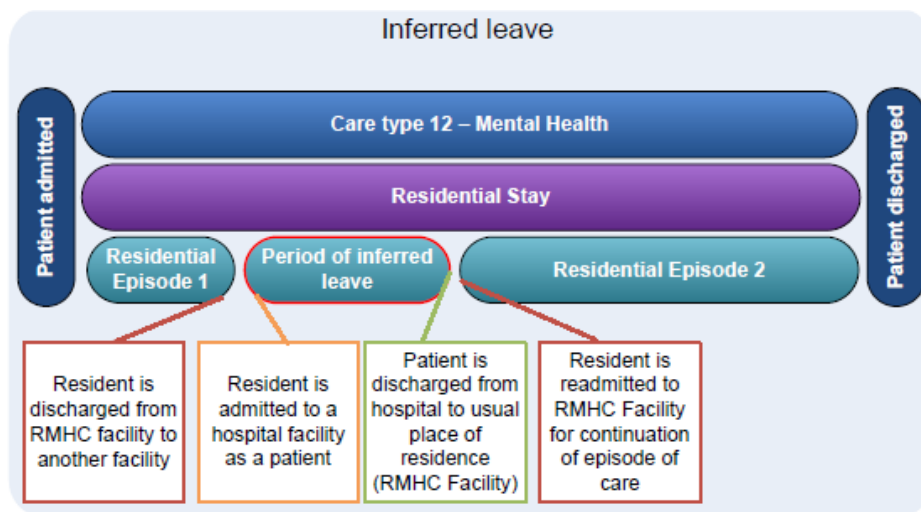 Inferred leave
Patient admitted
Care type 12 – Mental Health
Residential Stay
Residential
Episode 1
Period of inferred
leave
Residential Episode 2
Patient discharged
Resident is
discharged from
RMHC facility to
another facility
Resident is
admitted to a
hospital facility
as a patient
Patient is
discharged from
hospital to usual
place of
residence
(RMHC Facility)
Resident is
readmitted to
RMHC Facility
for continuation
of episode of
care